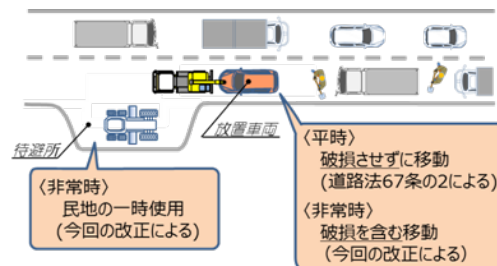 待避所
放置車両
〈非常時〉
民地の一時使用
(今回の改正による)
〈平時〉
破損させずに移動
(道路法67条の2による)
〈非常時〉
破損を含む移動
(今回の改正による)